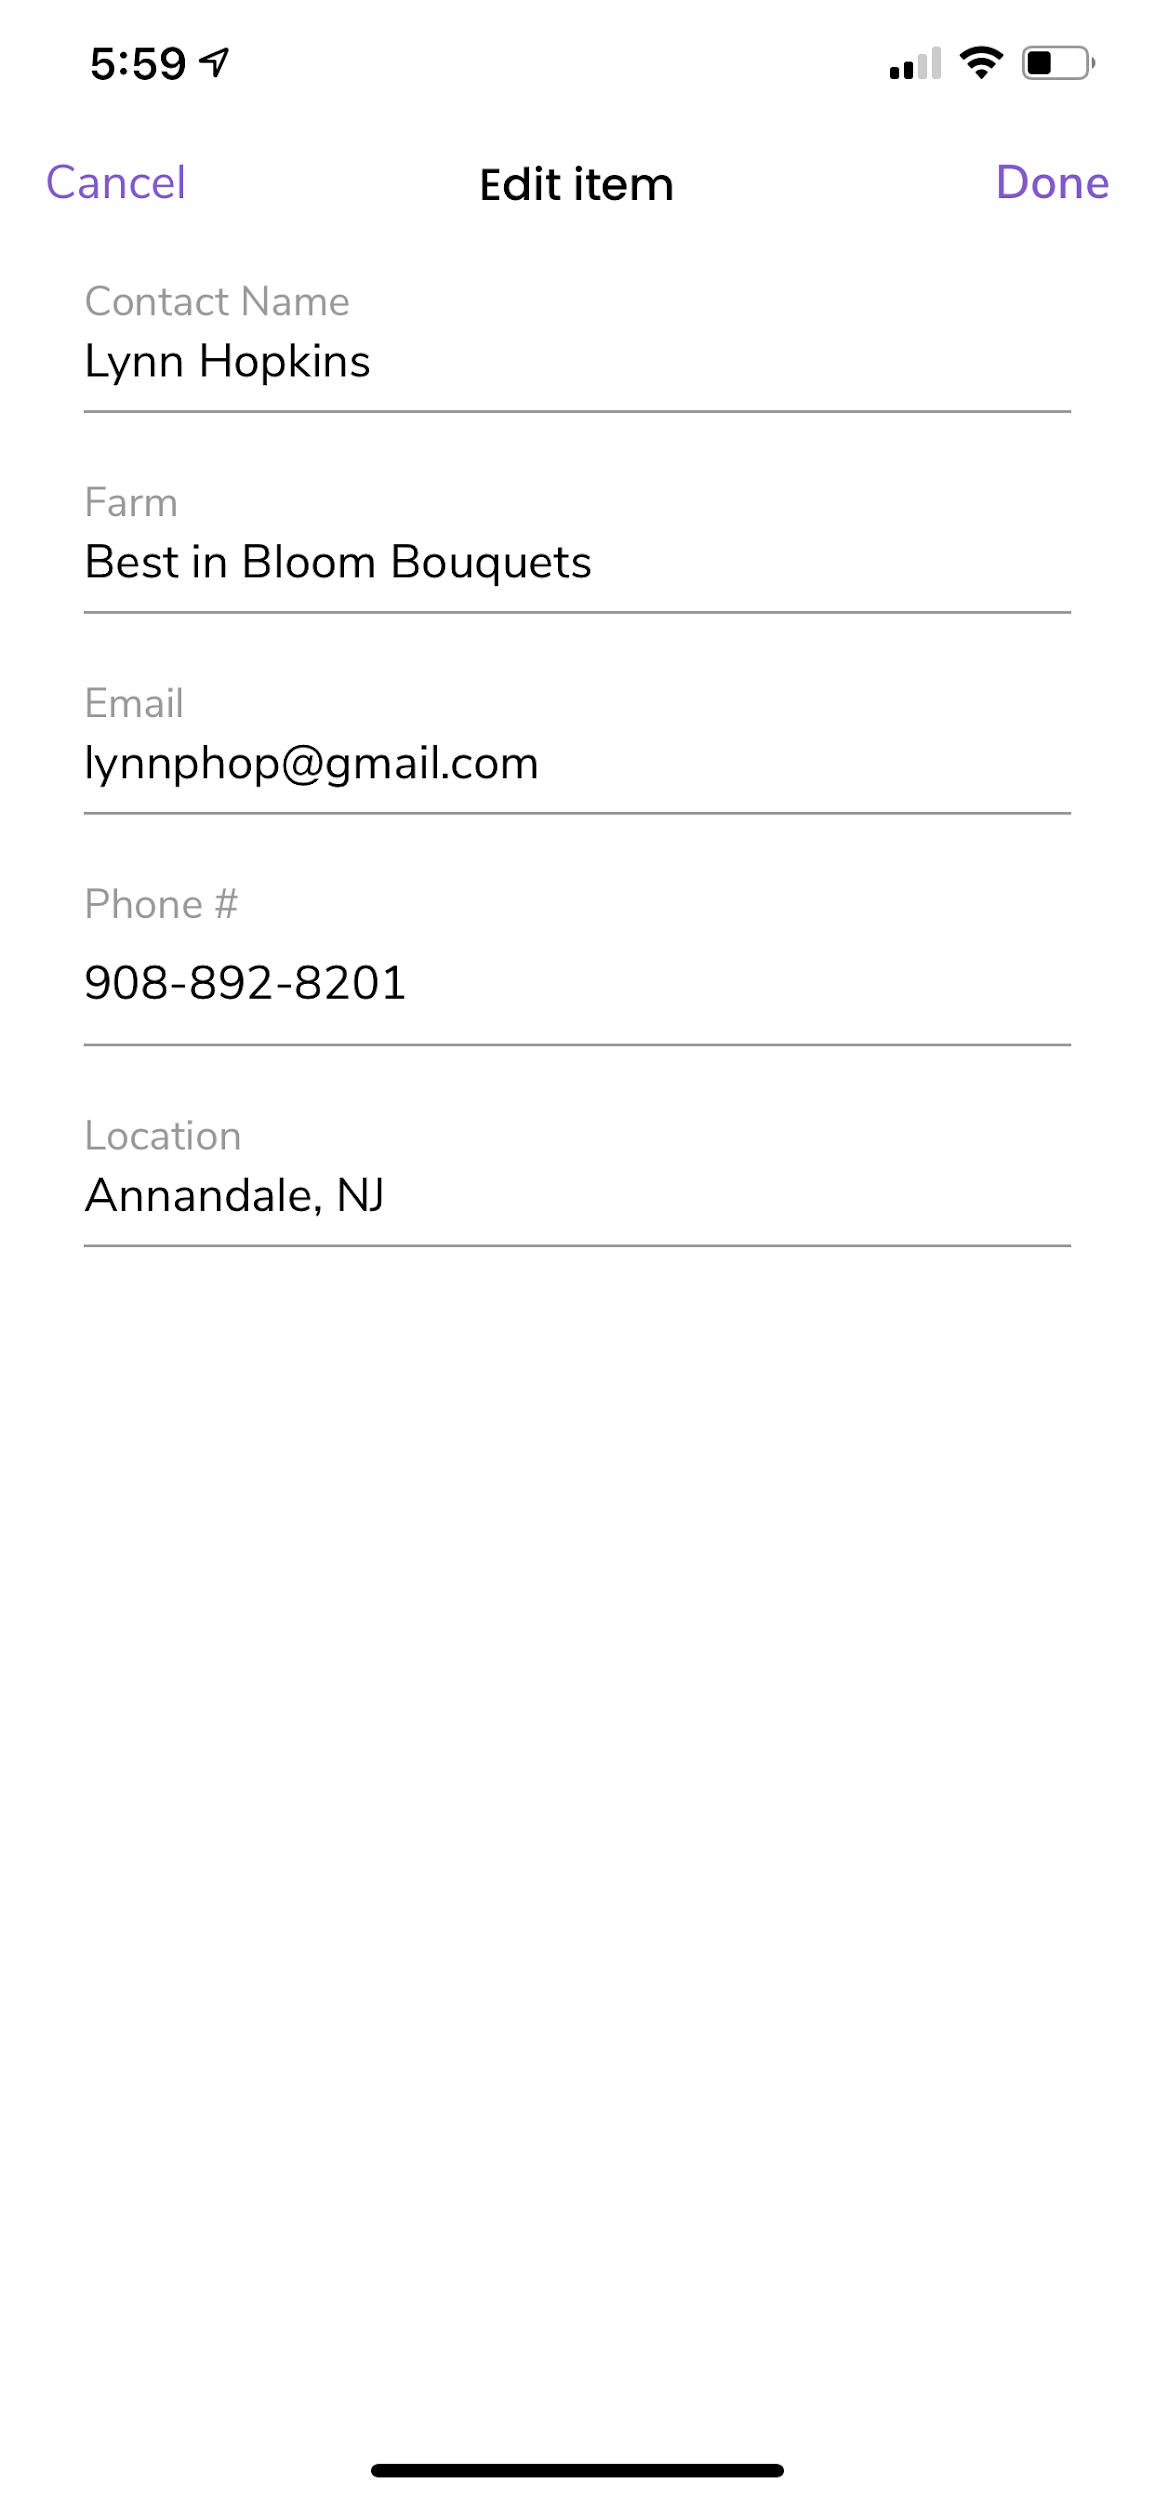 5:59
Cancel Edit item Done
Contact Name
Lynn Hopkins
Farm
Best in Bloom Bouquets
Email
lynnphop@gmail.com
Phone #
908-892-8201
Location
Annandale, NJ